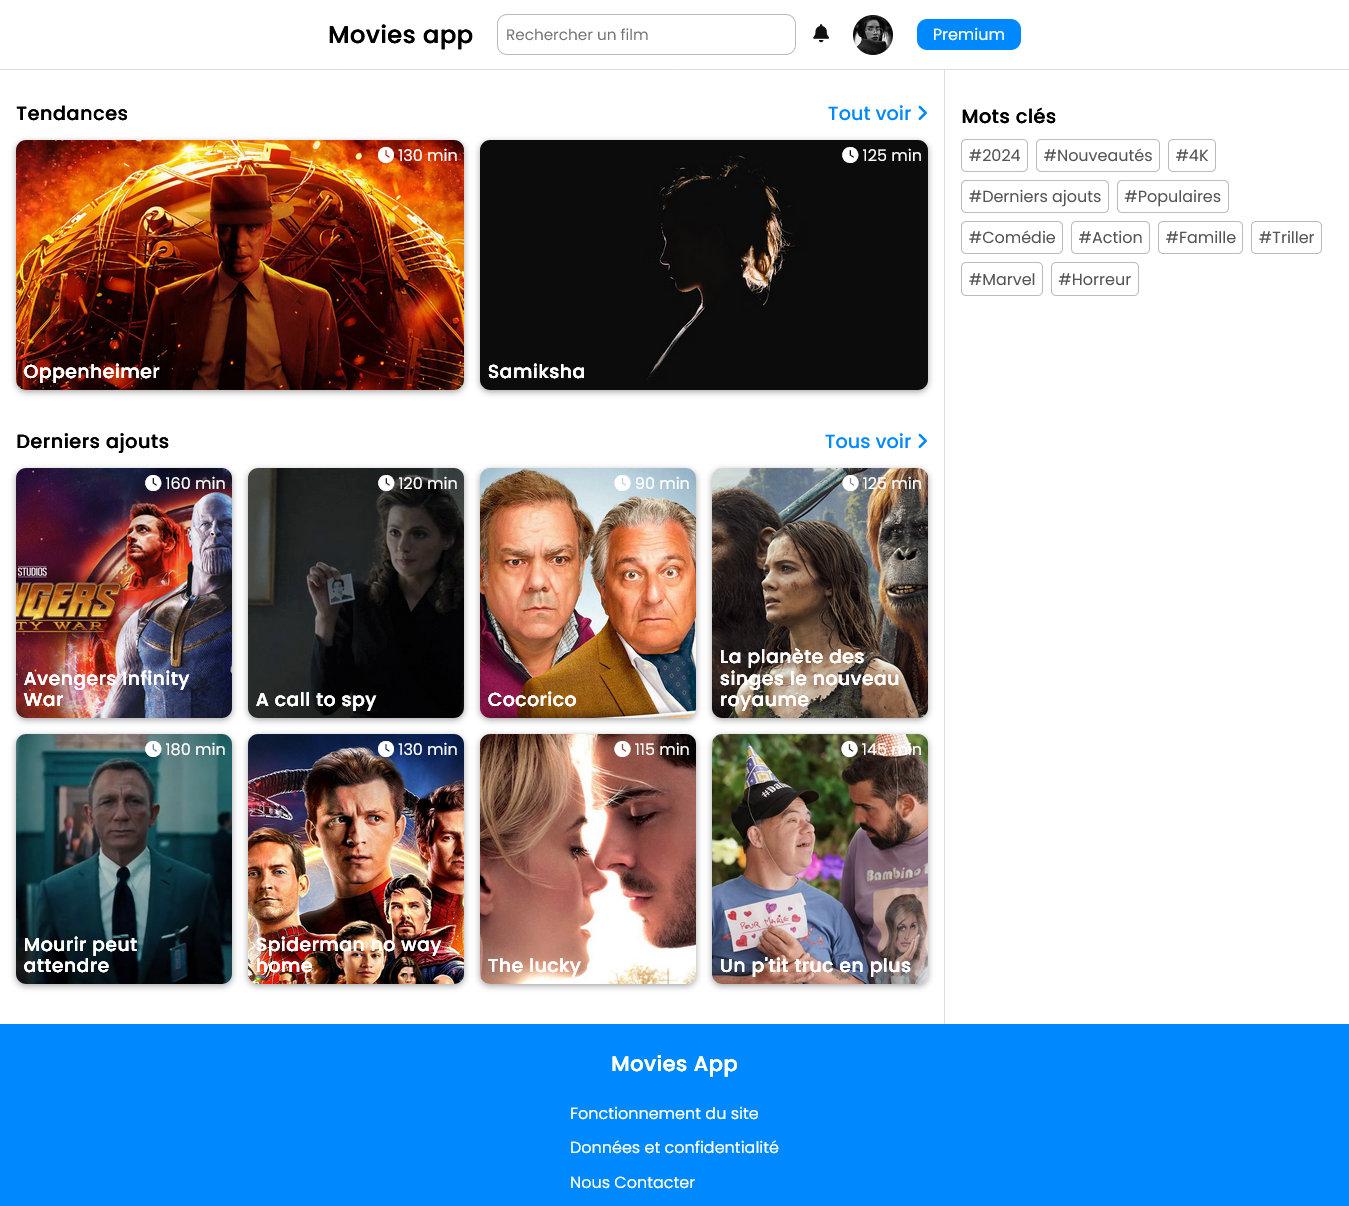 Movies app
Rechercher un film
Premium
Tendances
Tout voir
130 min
Oppenheimer
125 min
Samiksha
Derniers ajouts
Tous voir
160 min
STUDIOS
NGERS
TY WAR
Avengers Infinity
War
120 min
A call to spy
90 min
Cocorico
125 min
La planète des
singes le nouveau
royaume
180 min
Mourir peut
attendre
130 min
Spiderman no way
home
115 min
The lucky
145 min
Bambino
POUR MARIE
Un p'tit truc en plus
Mots clés
#2024 #Nouveautés #4K
#Derniers ajouts #Populaires
#Comédie #Action #Famille #Triller
#Marvel #Horreur
Movies App
Fonctionnement du site
Données et confidentialité
Nous Contacter